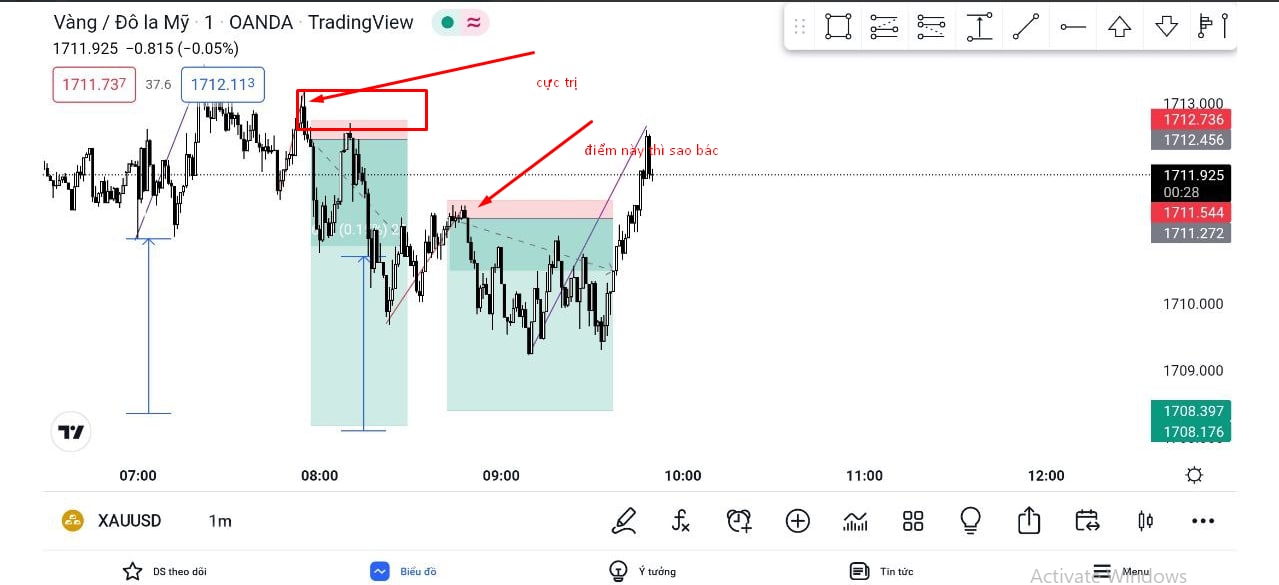 Vàng / Đô la Mỹ · 1 · OANDA · TradingView
1711.925 −0.815 (−0.05%)
1711.737 37.6 1712.113
cực trị
điểm này thì sao bác
1713.000
1712.736
1712.456
1711.925
00:28
1711.544
1711.272
1710.000
1709.000
1708.397
1708.176
07:00 08:00 09:00 10:00 11:00 12:00
XAUUSD 1m
DS theo dõi Biểu đồ Ý tưởng Tin tức Menu
Activate Windows